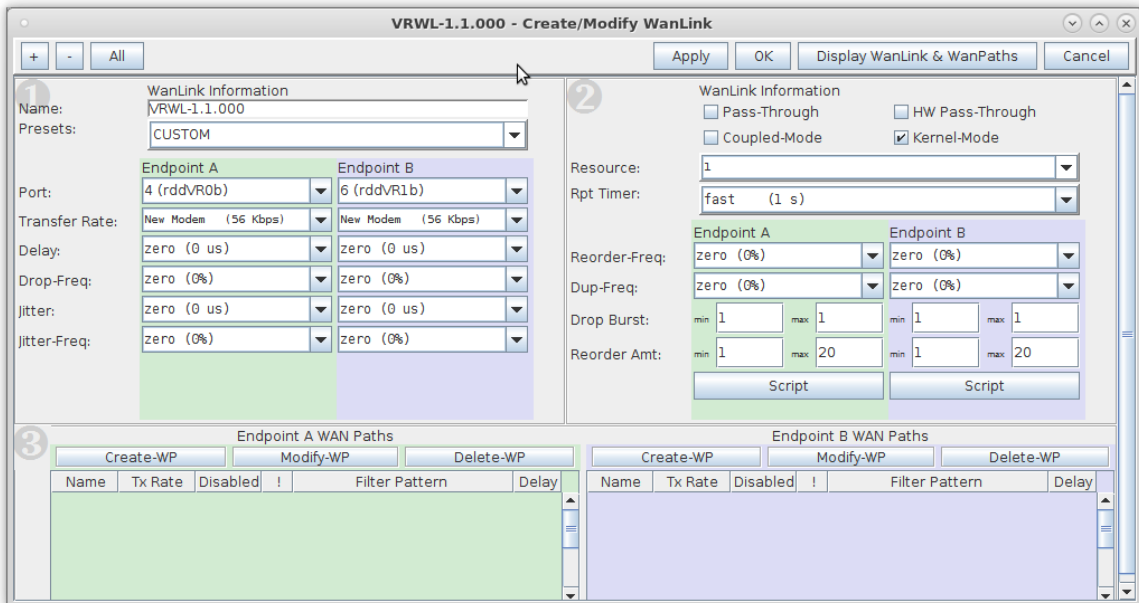 VRWL-1.1.000 - Create/Modify WanLink
+ - All Apply OK Display WanLink & WanPaths Cancel
1
WanLink Information
Name: VRWL-1.1.000
Presets: CUSTOM
Endpoint A Endpoint B
Port: 4 (rddVR0b) 6 (rddVR1b)
Transfer Rate: New Modem (56 Kbps) New Modem (56 Kbps)
Delay: zero (0 us) zero (0 us)
Drop-Freq: zero (0%) zero (0%)
Jitter: zero (0 us) zero (0 us)
Jitter-Freq: zero (0%) zero (0%)
2
WanLink Information
Pass-Through HW Pass-Through
Coupled-Mode Kernel-Mode
Resource: 1
Rpt Timer: fast (1 s)
Endpoint A Endpoint B
Reorder-Freq: zero (0%) zero (0%)
Dup-Freq: zero (0%) zero (0%)
Drop Burst: min 1 max 1 min 1 max 1
Reorder Amt: min 1 max 20 min 1 max 20
Script Script
3
Endpoint A WAN Paths
Create-WP Modify-WP Delete-WP
Name Tx Rate Disabled ! Filter Pattern Delay
Endpoint B WAN Paths
Create-WP Modify-WP Delete-WP
Name Tx Rate Disabled ! Filter Pattern Delay